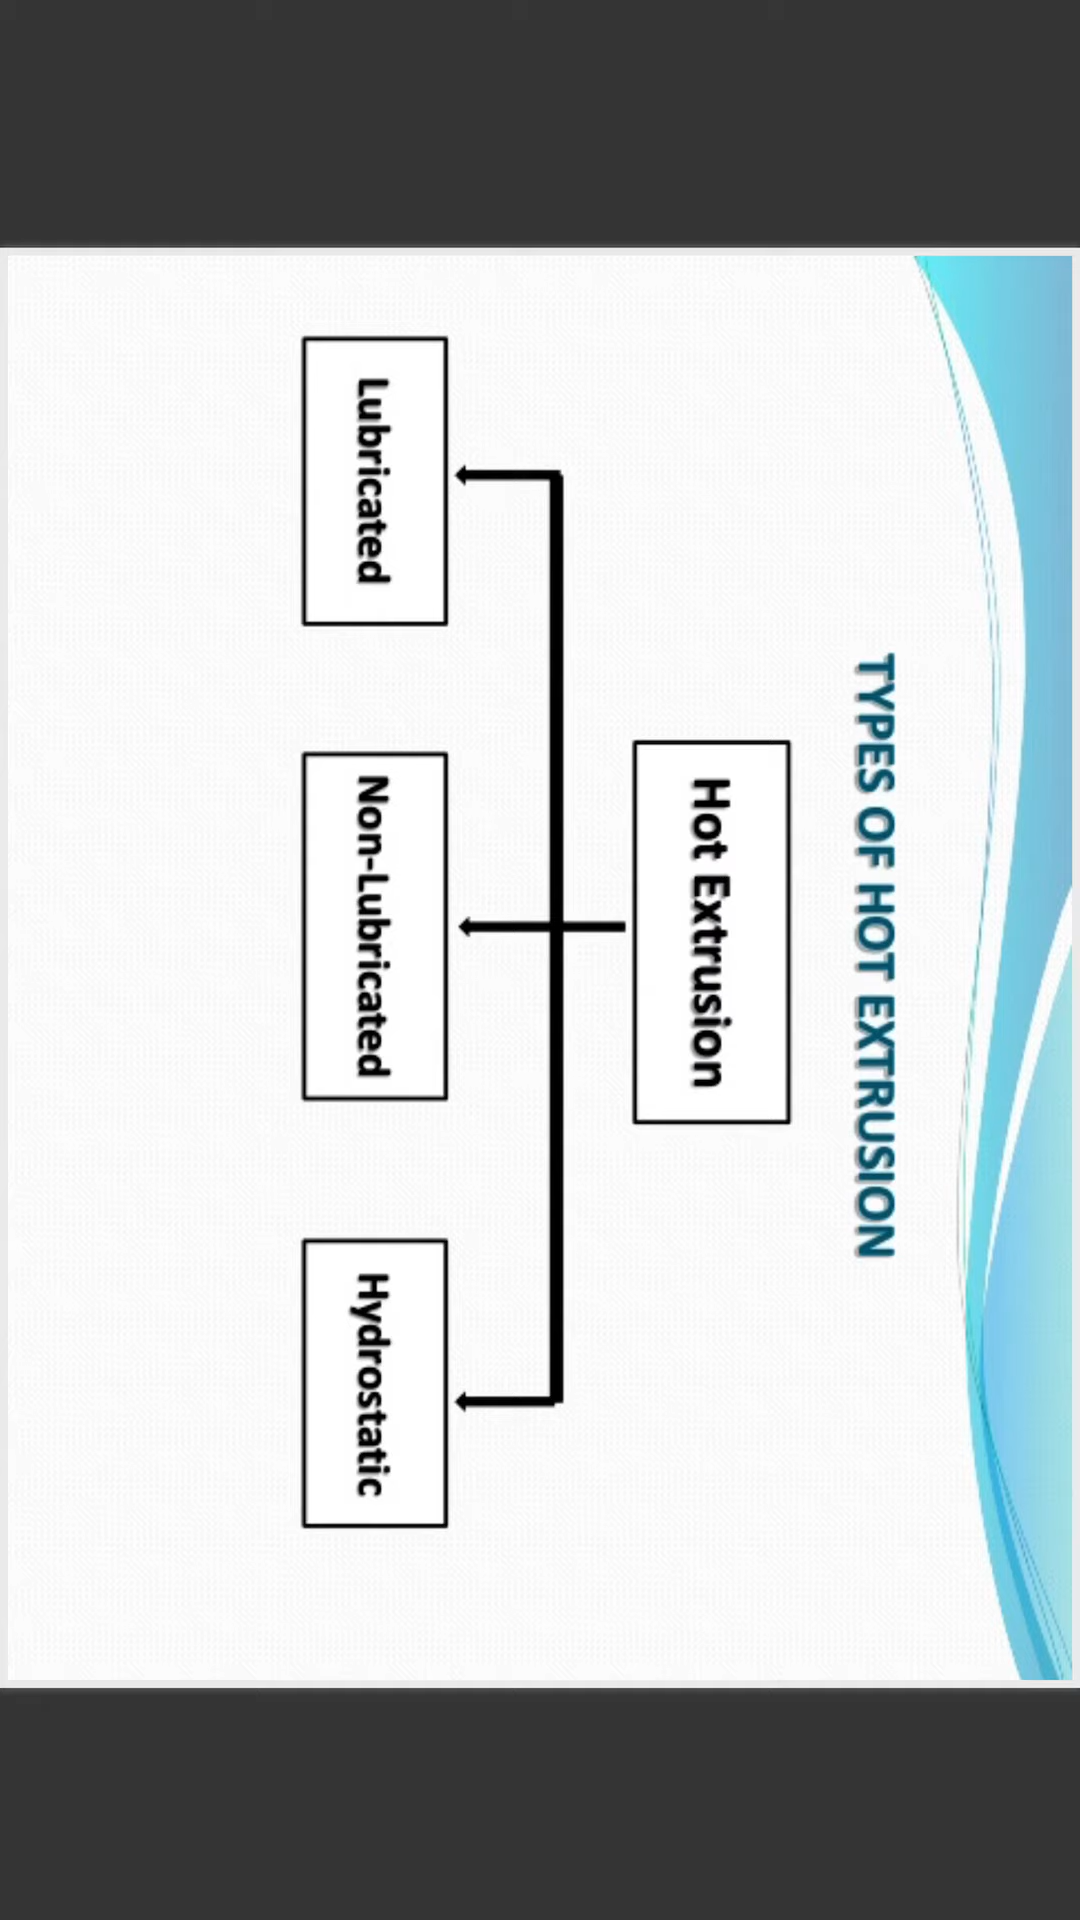 TYPES OF HOT EXTRUSION
Hot Extrusion
Lubricated
Non-Lubricated
Hydrostatic